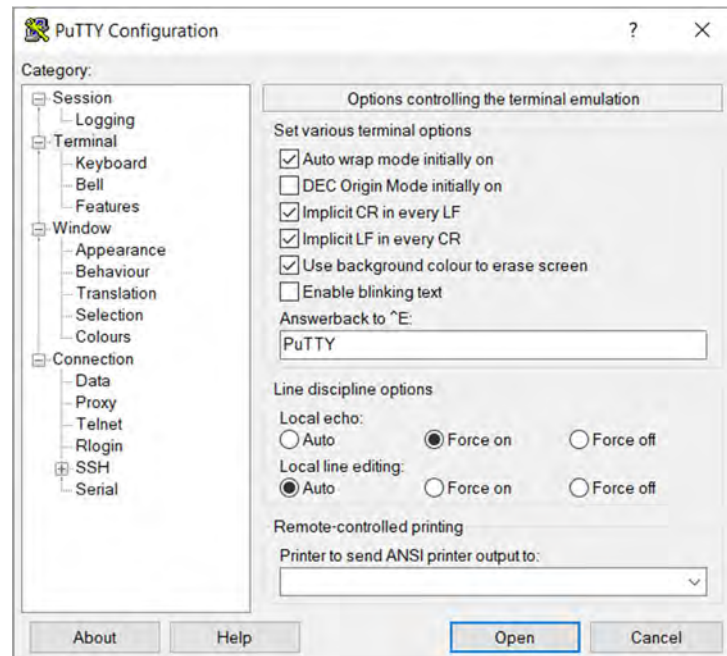 PuTTY Configuration ? ×
Category:
Session
Logging
Terminal
Keyboard
Bell
Features
Window
Appearance
Behaviour
Translation
Selection
Colours
Connection
Data
Proxy
Telnet
Rlogin
SSH
Serial
Options controlling the terminal emulation
Set various terminal options
Auto wrap mode initially on
DEC Origin Mode initially on
Implicit CR in every LF
Implicit LF in every CR
Use background colour to erase screen
Enable blinking text
Answerback to ^E:
PuTTY
Line discipline options
Local echo:
Auto Force on Force off
Local line editing:
Auto Force on Force off
Remote-controlled printing
Printer to send ANSI printer output to:
About Help Open Cancel